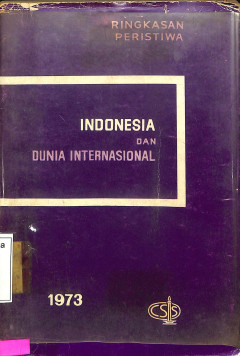 RINGKASAN
PERISTIWA
INDONESIA
DAN
DUNIA INTERNASIONAL
1973
CSIS
a